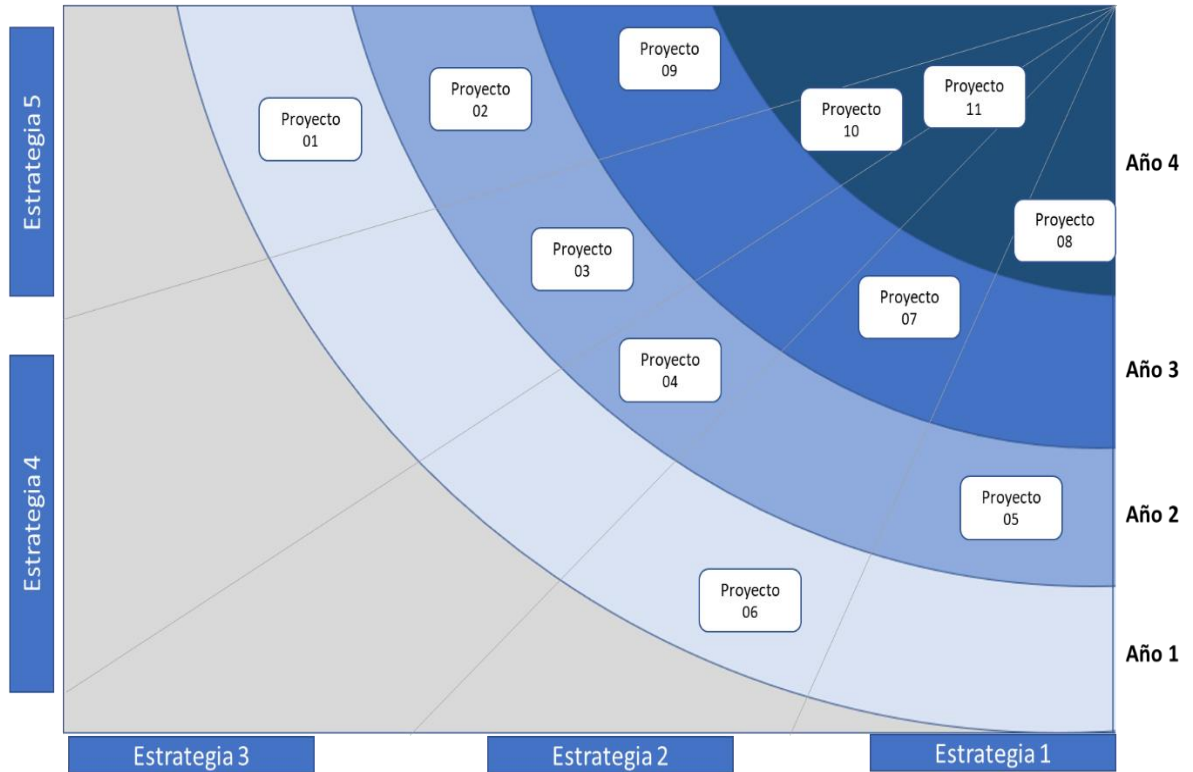 Estrategia 5
Estrategia 4
Proyecto
09
Proyecto
02
Proyecto
01
Proyecto
10
Proyecto
11
Proyecto
08
Proyecto
03
Proyecto
07
Proyecto
04
Proyecto
05
Proyecto
06
Año 4
Año 3
Año 2
Año 1
Estrategia 3
Estrategia 2
Estrategia 1